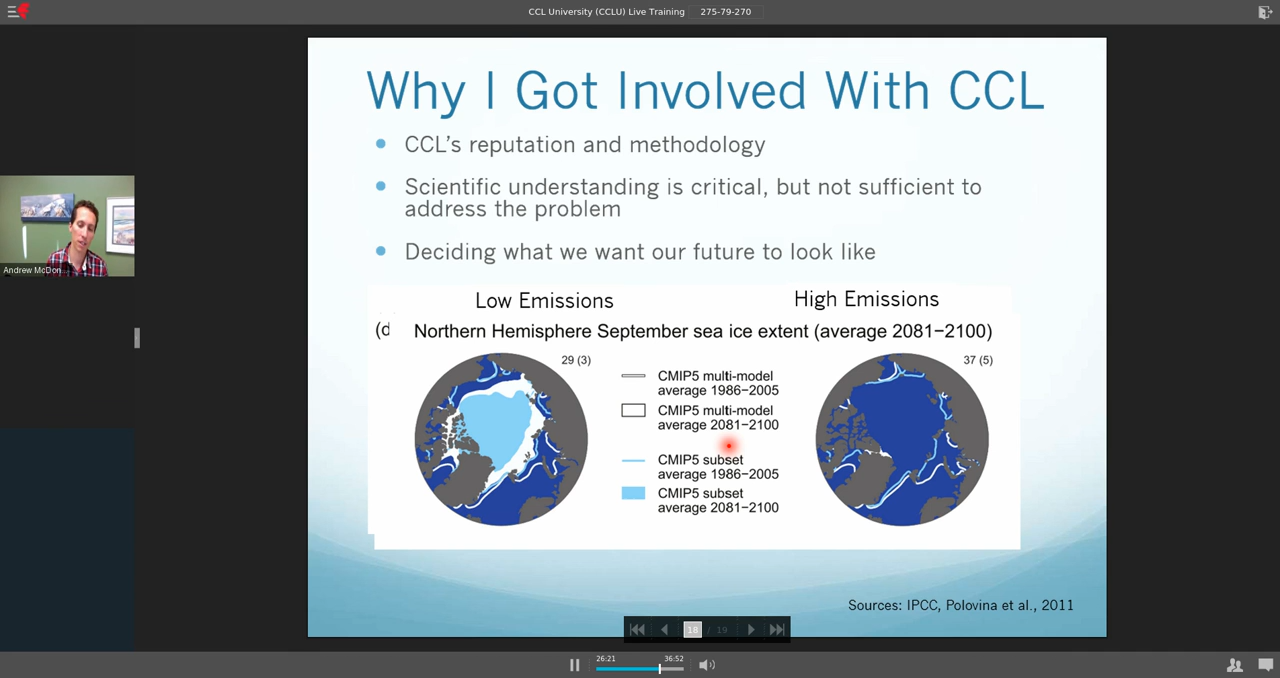 CCL University (CCLU) Live Training 275-79-270
Why I Got Involved With CCL
CCL's reputation and methodology
Scientific understanding is critical, but not sufficient to
address the problem
Deciding what we want our future to look like
Low Emissions
High Emissions
(d
Northern Hemisphere September sea ice extent (average 2081−2100)
29 (3)
37 (5)
CMIP5 multi-model
average 1986−2005
CMIP5 multi-model
average 2081−2100
CMIP5 subset
average 1986−2005
CMIP5 subset
average 2081−2100
Andrew McDon...
Sources: IPCC, Polovina et al., 2011
18 / 19
26:21
36:52